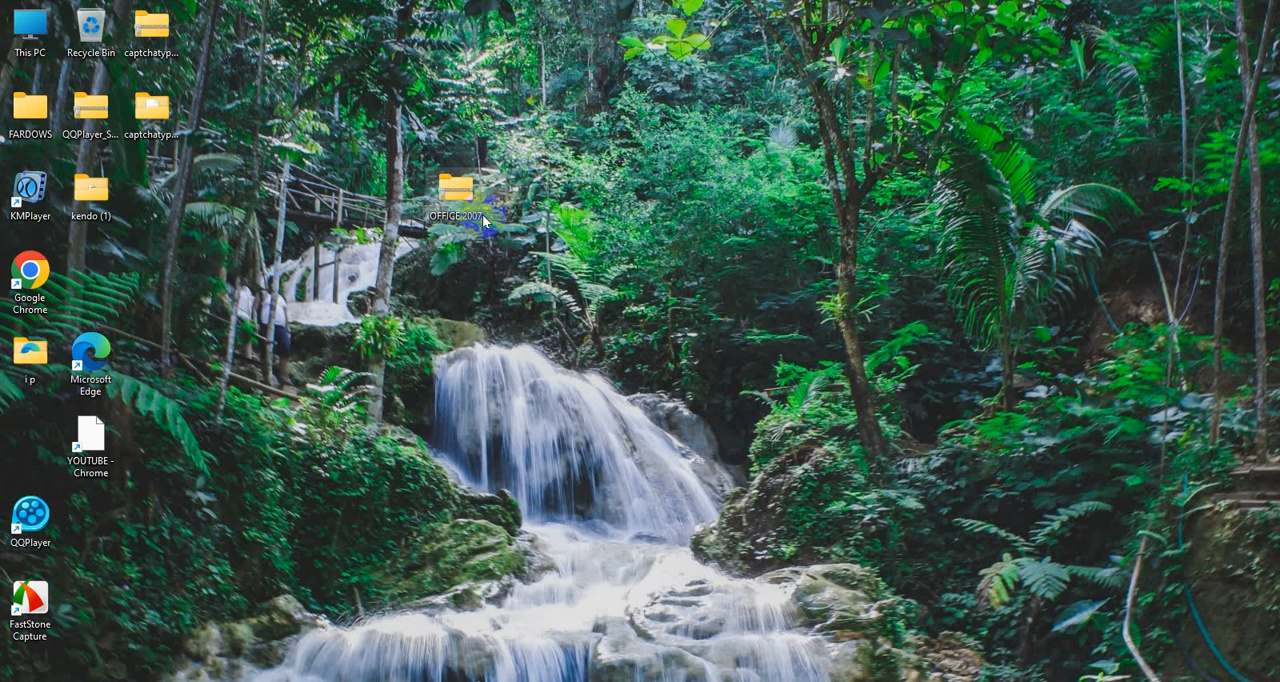 This PC
Recycle Bin
captchatyp...
FARDOWS
QQPlayer_S...
captchatyp...
KMPlayer
kendo (1)
OFFICE 2007
Google
Chrome
i p
Microsoft
Edge
YOUTUBE -
Chrome
QQPlayer
FastStone
Capture